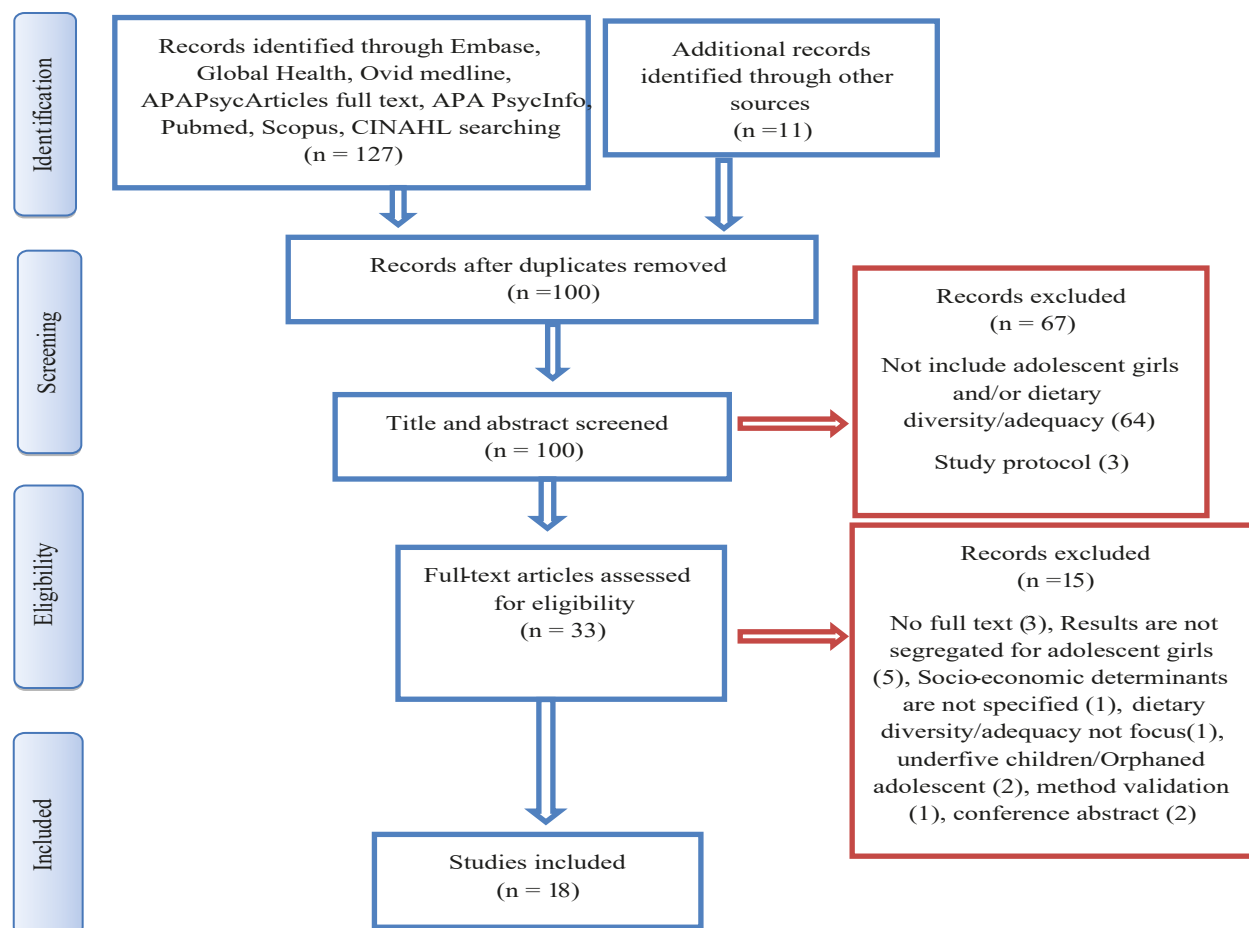 Identification
Records identified through Embase,
Global Health, Ovid medline,
APAPsycArticles full text, APA PsycInfo,
Pubmed, Scopus, CINAHL searching
(n = 127)
Additional records
identified through other
sources
(n =11)
Screening
Records after duplicates removed
(n =100)
Title and abstract screened
(n = 100)
Records excluded
(n = 67)
Not include adolescent girls
and/or dietary
diversity/adequacy (64)
Study protocol (3)
Eligibility
Full-text articles assessed
for eligibility
(n = 33)
Records excluded
(n =15)
No full text (3), Results are not
segregated for adolescent girls
(5), Socio-economic determinants
are not specified (1), dietary
diversity/adequacy not focus(1),
underfive children/Orphaned
adolescent (2), method validation
(1), conference abstract (2)
Included
Studies included
(n = 18)